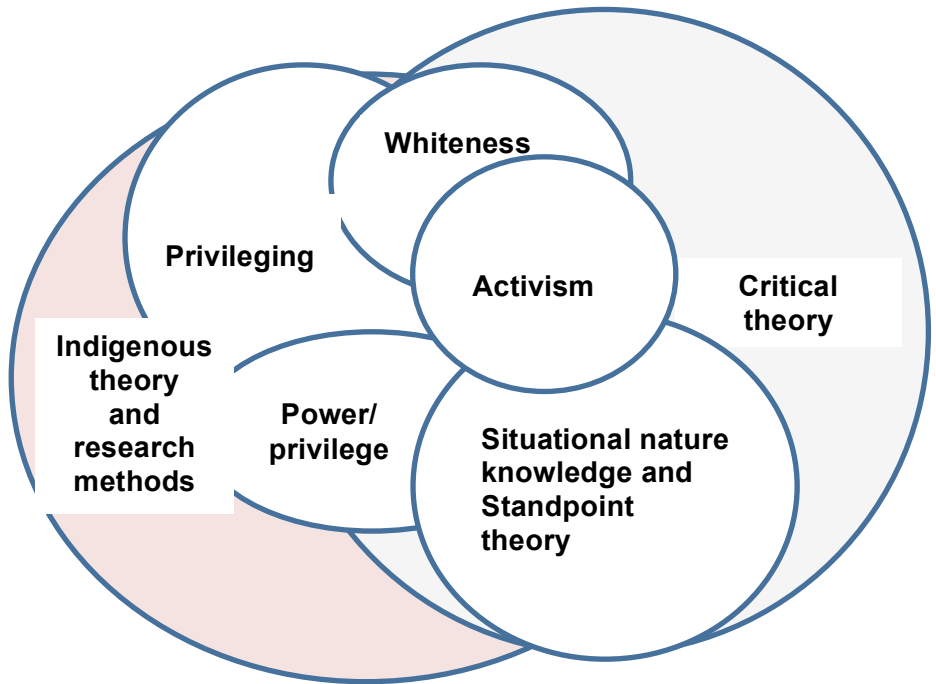 Whiteness
Privileging
Activism
Critical
theory
Indigenous
theory
and
research
methods
Power/
privilege
Situational nature
knowledge and
Standpoint
theory